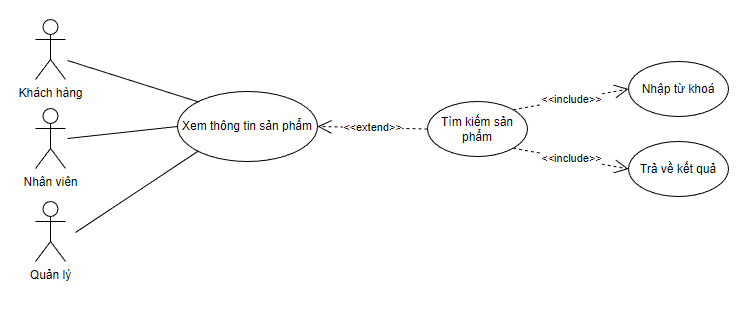 Khách hàng
Nhân viên
Quản lý
Xem thông tin sản phẩm
<<extend>>
Tìm kiếm sản
phẩm
<<include>>
<<include>>
Nhập từ khoá
Trả về kết quả